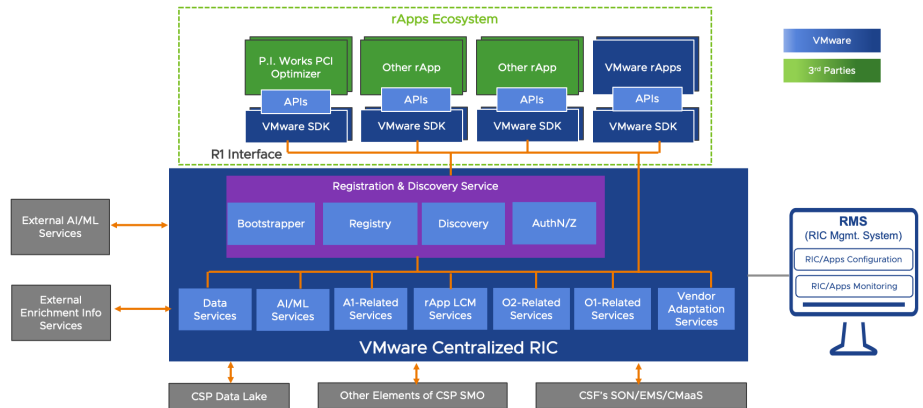 rApps Ecosystem
P.I. Works PCI
Optimizer
Other rApp
Other rApp
VMware rApps
APIs
APIs
APIs
APIs
VMware SDK
VMware SDK
VMware SDK
VMware SDK
R1 Interface
VMware
3rd Parties
Registration & Discovery Service
Bootstrapper
Registry
Discovery
AuthN/Z
External AI/ML
Services
External
Enrichment Info
Services
Data
Services
AI/ML
Services
A1-Related
Services
rApp LCM
Services
O2-Related
Services
O1-Related
Services
Vendor
Adaptation
Services
VMware Centralized RIC
RMS
(RIC Mgmt. System)
RIC/Apps Configuration
RIC/Apps Monitoring
CSP Data Lake
Other Elements of CSP SMO
CSF's SON/EMS/CMaaS